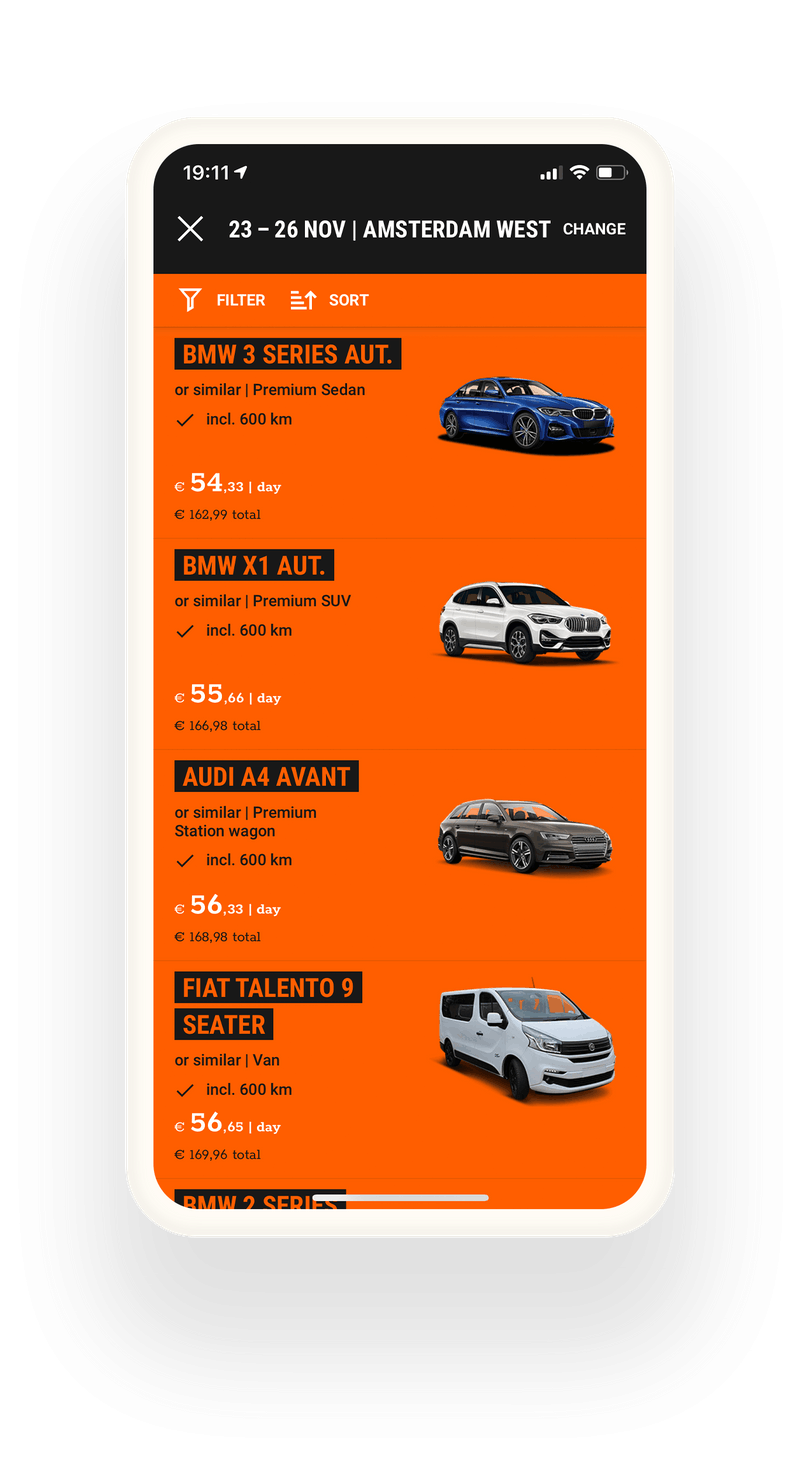 19:11
23 – 26 NOV | AMSTERDAM WEST CHANGE
FILTER SORT
BMW 3 SERIES AUT.
or similar | Premium Sedan
incl. 600 km
€ 54,33 | day
€ 162,99 total
BMW X1 AUT.
or similar | Premium SUV
incl. 600 km
€ 55,66 | day
€ 166,98 total
AUDI A4 AVANT
or similar | Premium
Station wagon
incl. 600 km
€ 56,33 | day
€ 168,98 total
FIAT TALENTO 9
SEATER
or similar | Van
incl. 600 km
€ 56,65 | day
€ 169,96 total
BMW 2 SERIES